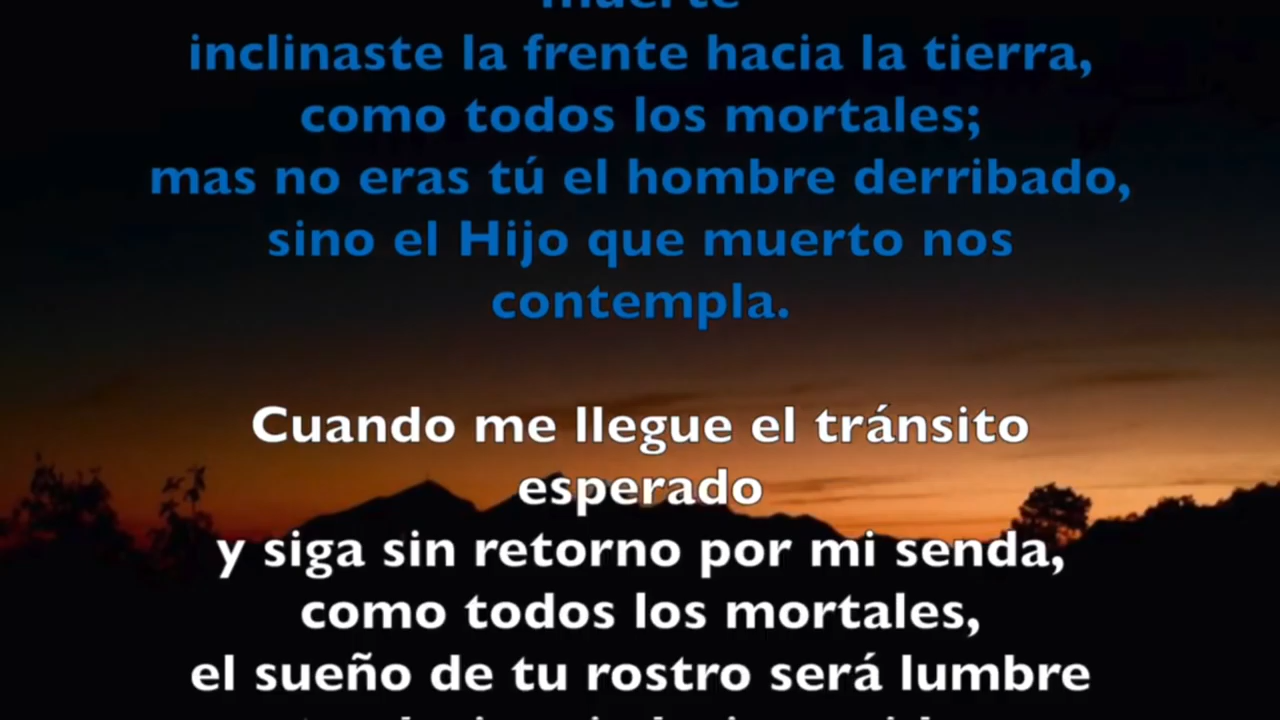 muerte
inclinaste la frente hacia la tierra,
como todos los mortales;
mas no eras tú el hombre derribado,
sino el Hijo que muerto nos
contempla.
Cuando me llegue el tránsito
esperado
y siga sin retorno por mi senda,
como todos los mortales,
el sueño de tu rostro será lumbre